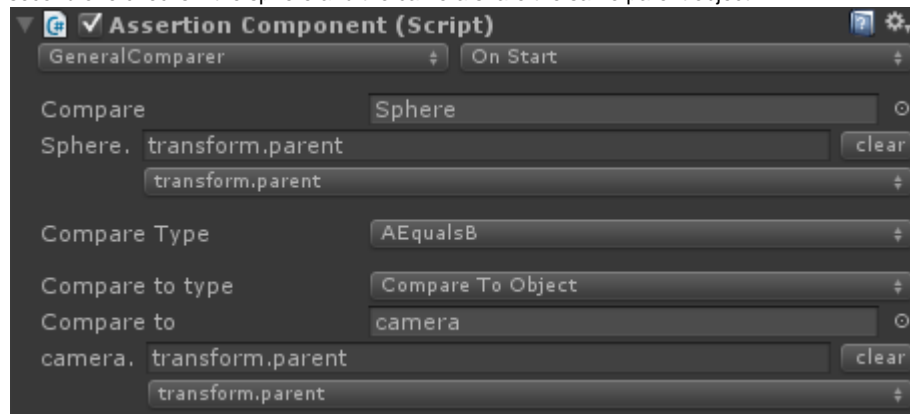 Assertion Component (Script)
GeneralComparer On Start
Compare Sphere
Sphere. transform.parent clear
transform.parent
Compare Type AEqualsB
Compare to type Compare To Object
Compare to camera
camera. transform.parent clear
transform.parent